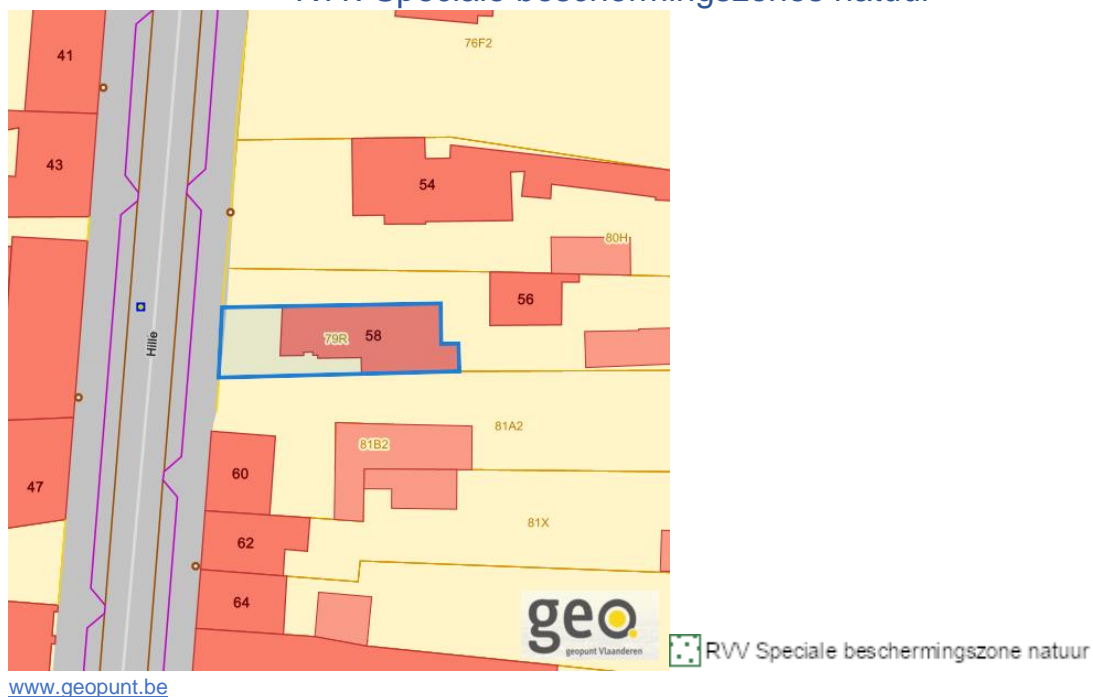 RVV Speciale beschermingszones natuur
76F2
41
43
54
80H
56
Hille
79R 58
81A2
81B2
60
47
81X
62
64
geo
geopunt Vlaanderen
RVV Speciale beschermingszone natuur
www.geopunt.be